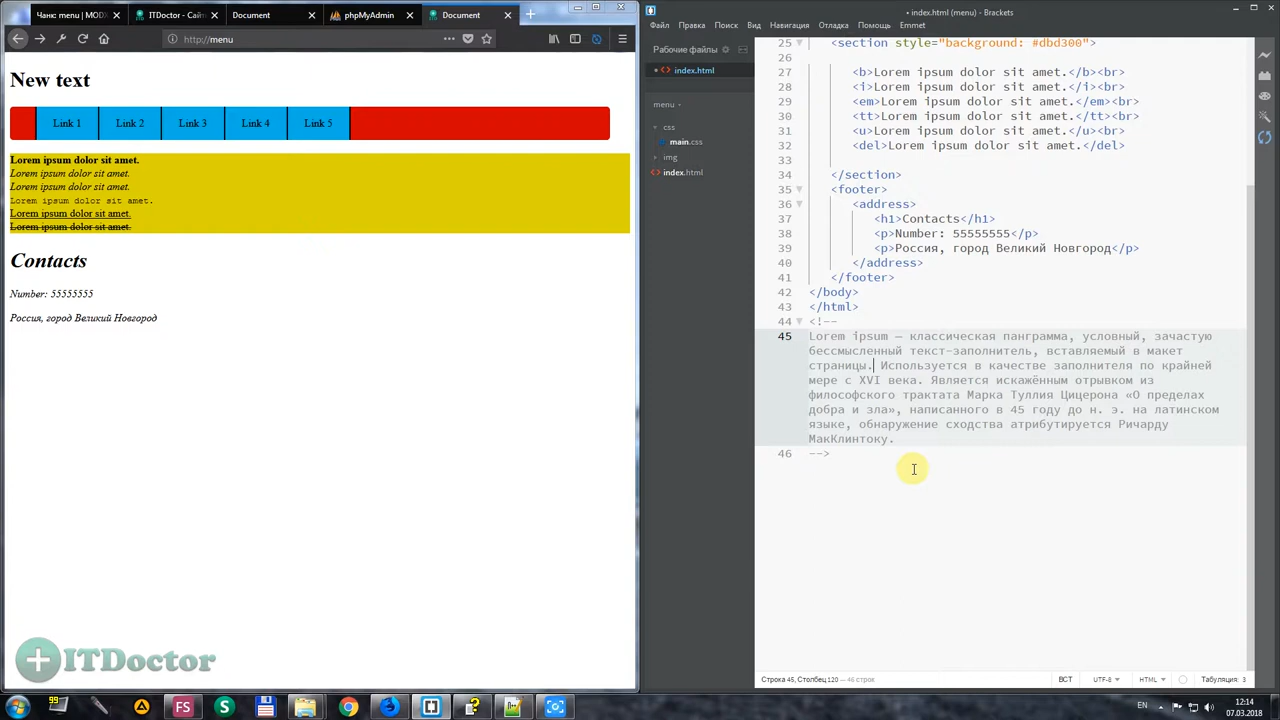 Чанк: menu | MODX
ITDoctor - Сайт
Document
phpMyAdmin
Document
http://menu
New text
Link 1
Link 2
Link 3
Link 4
Link 5
Lorem ipsum dolor sit amet.
Lorem ipsum dolor sit amet.
Lorem ipsum dolor sit amet.
Lorem ipsum dolor sit amet.
Lorem ipsum dolor sit amet.
Lorem ipsum dolor sit amet.
Contacts
Number: 55555555
Россия, город Великий Новгород
ITDoctor
• index.html (menu) - Brackets
Файл Правка Поиск Вид Навигация Отладка Помощь Emmet
Рабочие файлы
• index.html
menu
css
main.css
img
index.html
25 <section style="background: #dbd300">
26
27 <b>Lorem ipsum dolor sit amet.</b><br>
28 <i>Lorem ipsum dolor sit amet.</i><br>
29 <em>Lorem ipsum dolor sit amet.</em><br>
30 <tt>Lorem ipsum dolor sit amet.</tt><br>
31 <u>Lorem ipsum dolor sit amet.</u><br>
32 <del>Lorem ipsum dolor sit amet.</del>
33
34 </section>
35 <footer>
36 <address>
37 <h1>Contacts</h1>
38 <p>Number: 55555555</p>
39 <p>Россия, город Великий Новгород</p>
40 </address>
41 </footer>
42 </body>
43 </html>
44 <!--
45 Lorem ipsum — классическая панграмма, условный, зачастую
бессмысленный текст-заполнитель, вставляемый в макет
страницы. Используется в качестве заполнителя по крайней
мере с XVI века. Является искажённым отрывком из
философского трактата Марка Туллия Цицерона «О пределах
добра и зла», написанного в 45 году до н. э. на латинском
языке, обнаружение сходства атрибутируется Ричарду
МакКлинтоку.
46 -->
Строка 45, Столбец 120 — 46 строк
ВСТ
UTF-8
HTML
Табуляция: 3
99
FS
S
EN
12:14
07.03.2018